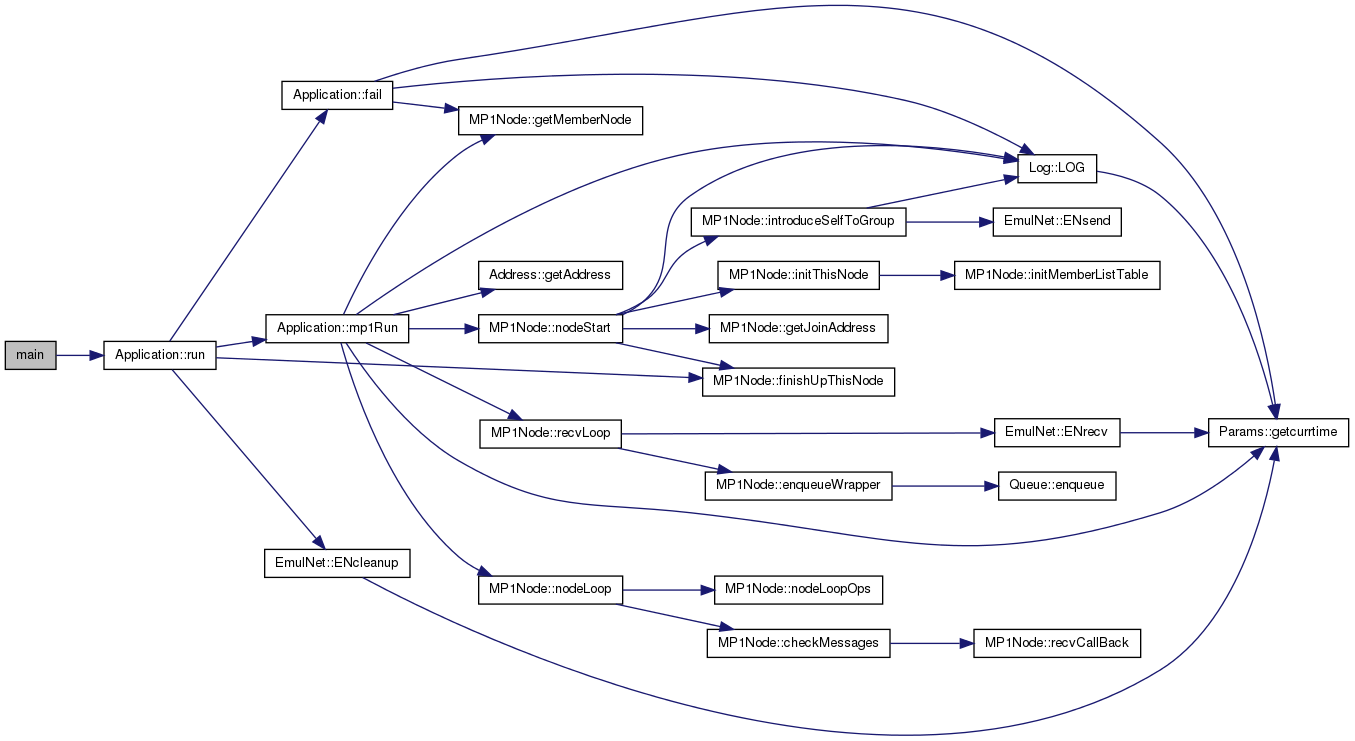 main
Application::run
Application::fail
Application::mp1Run
EmulNet::ENcleanup
MP1Node::getMemberNode
Address::getAddress
MP1Node::nodeStart
MP1Node::recvLoop
MP1Node::nodeLoop
MP1Node::introduceSelfToGroup
MP1Node::initThisNode
MP1Node::getJoinAddress
MP1Node::finishUpThisNode
MP1Node::enqueueWrapper
MP1Node::nodeLoopOps
MP1Node::checkMessages
Log::LOG
EmulNet::ENsend
MP1Node::initMemberListTable
EmulNet::ENrecv
Queue::enqueue
MP1Node::recvCallBack
Params::getcurrtime